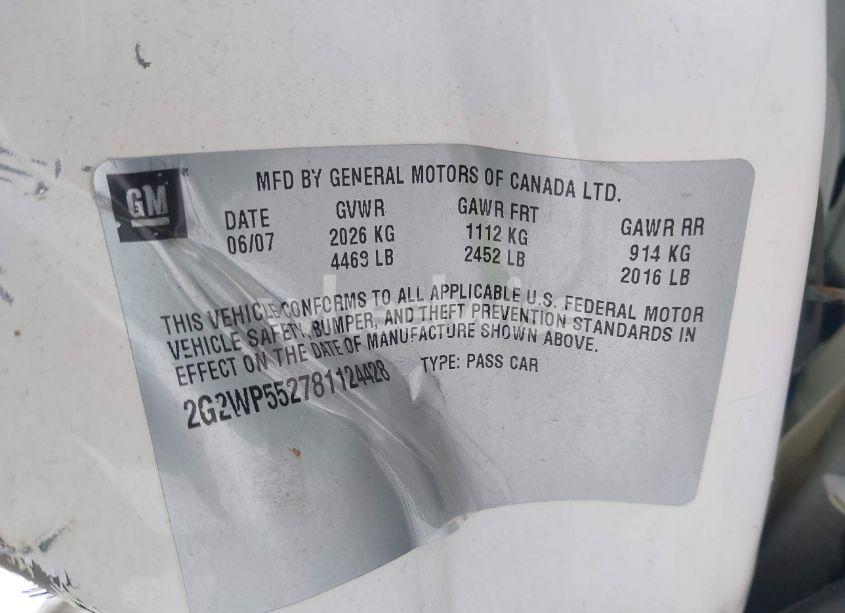 GM
MFD BY GENERAL MOTORS OF CANADA LTD.
DATE GVWR GAWR FRT GAWR RR
06/07 2026 KG 1112 KG 914 KG
4463 LB 2452 LB 2016 LB
THIS VEHICLE CONFORMS TO ALL APPLICABLE U.S. FEDERAL MOTOR
VEHICLE SAFETY, BUMPER, AND THEFT PREVENTION STANDARDS IN
EFFECT ON THE DATE OF MANUFACTURE SHOWN ABOVE.
2G2WP552781124428 TYPE: PASS CAR